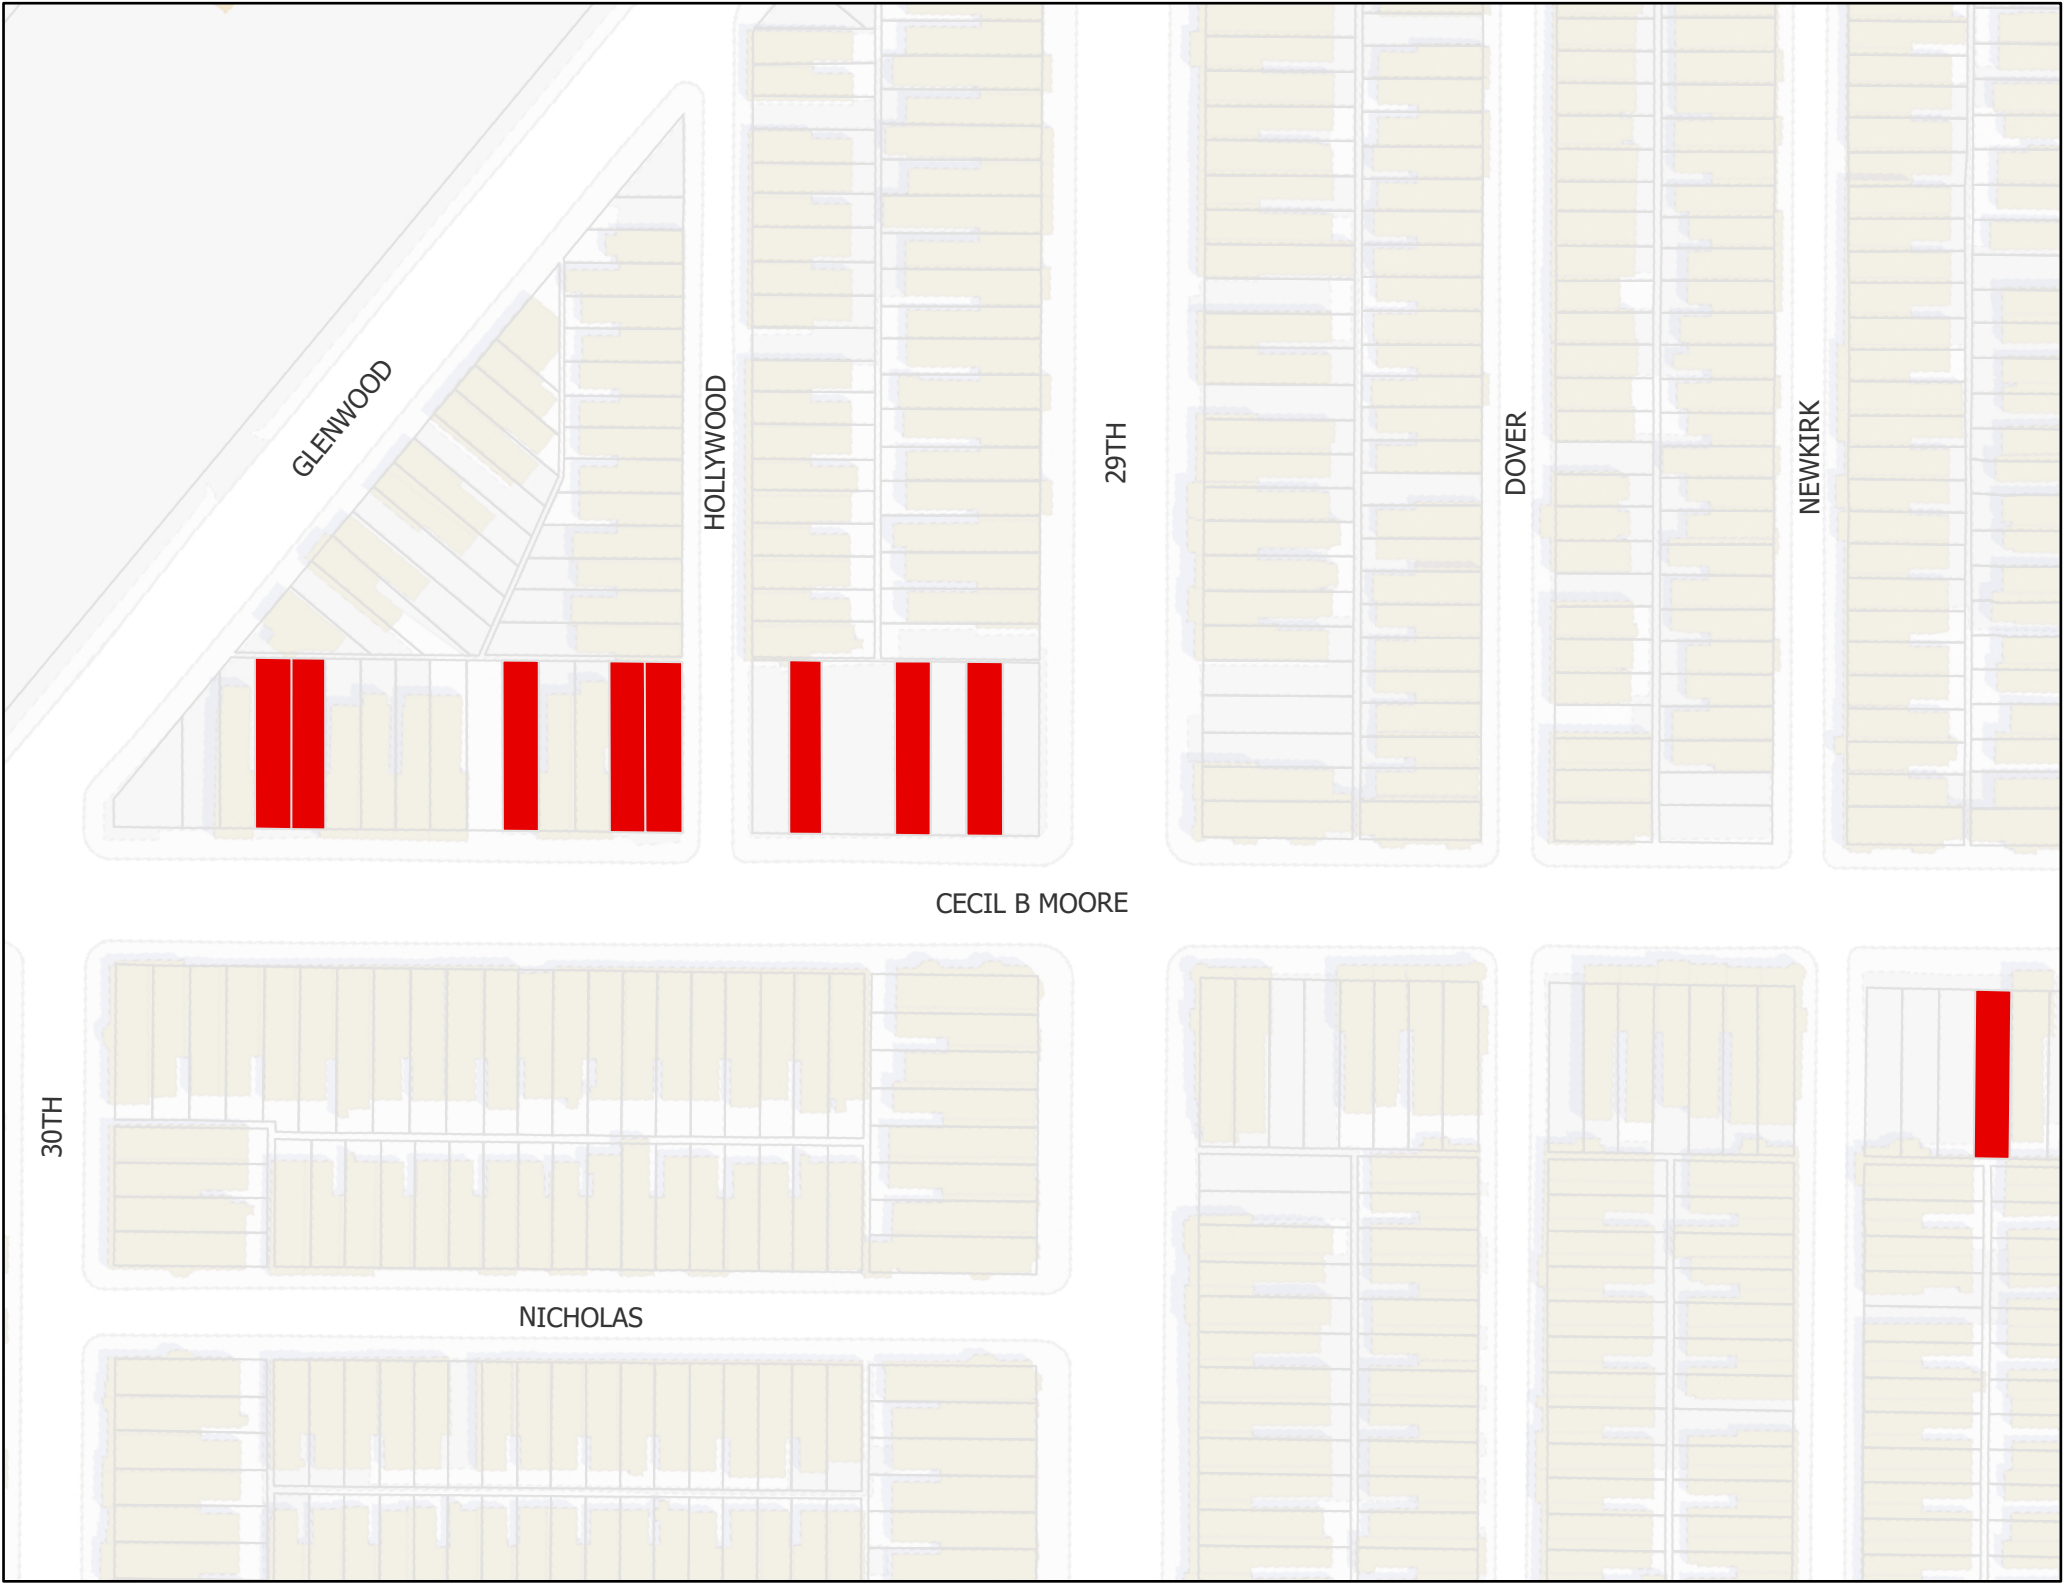 GLENWOOD
HOLLYWOOD
29TH
DOVER
NEWKIRK
CECIL B MOORE
30TH
NICHOLAS